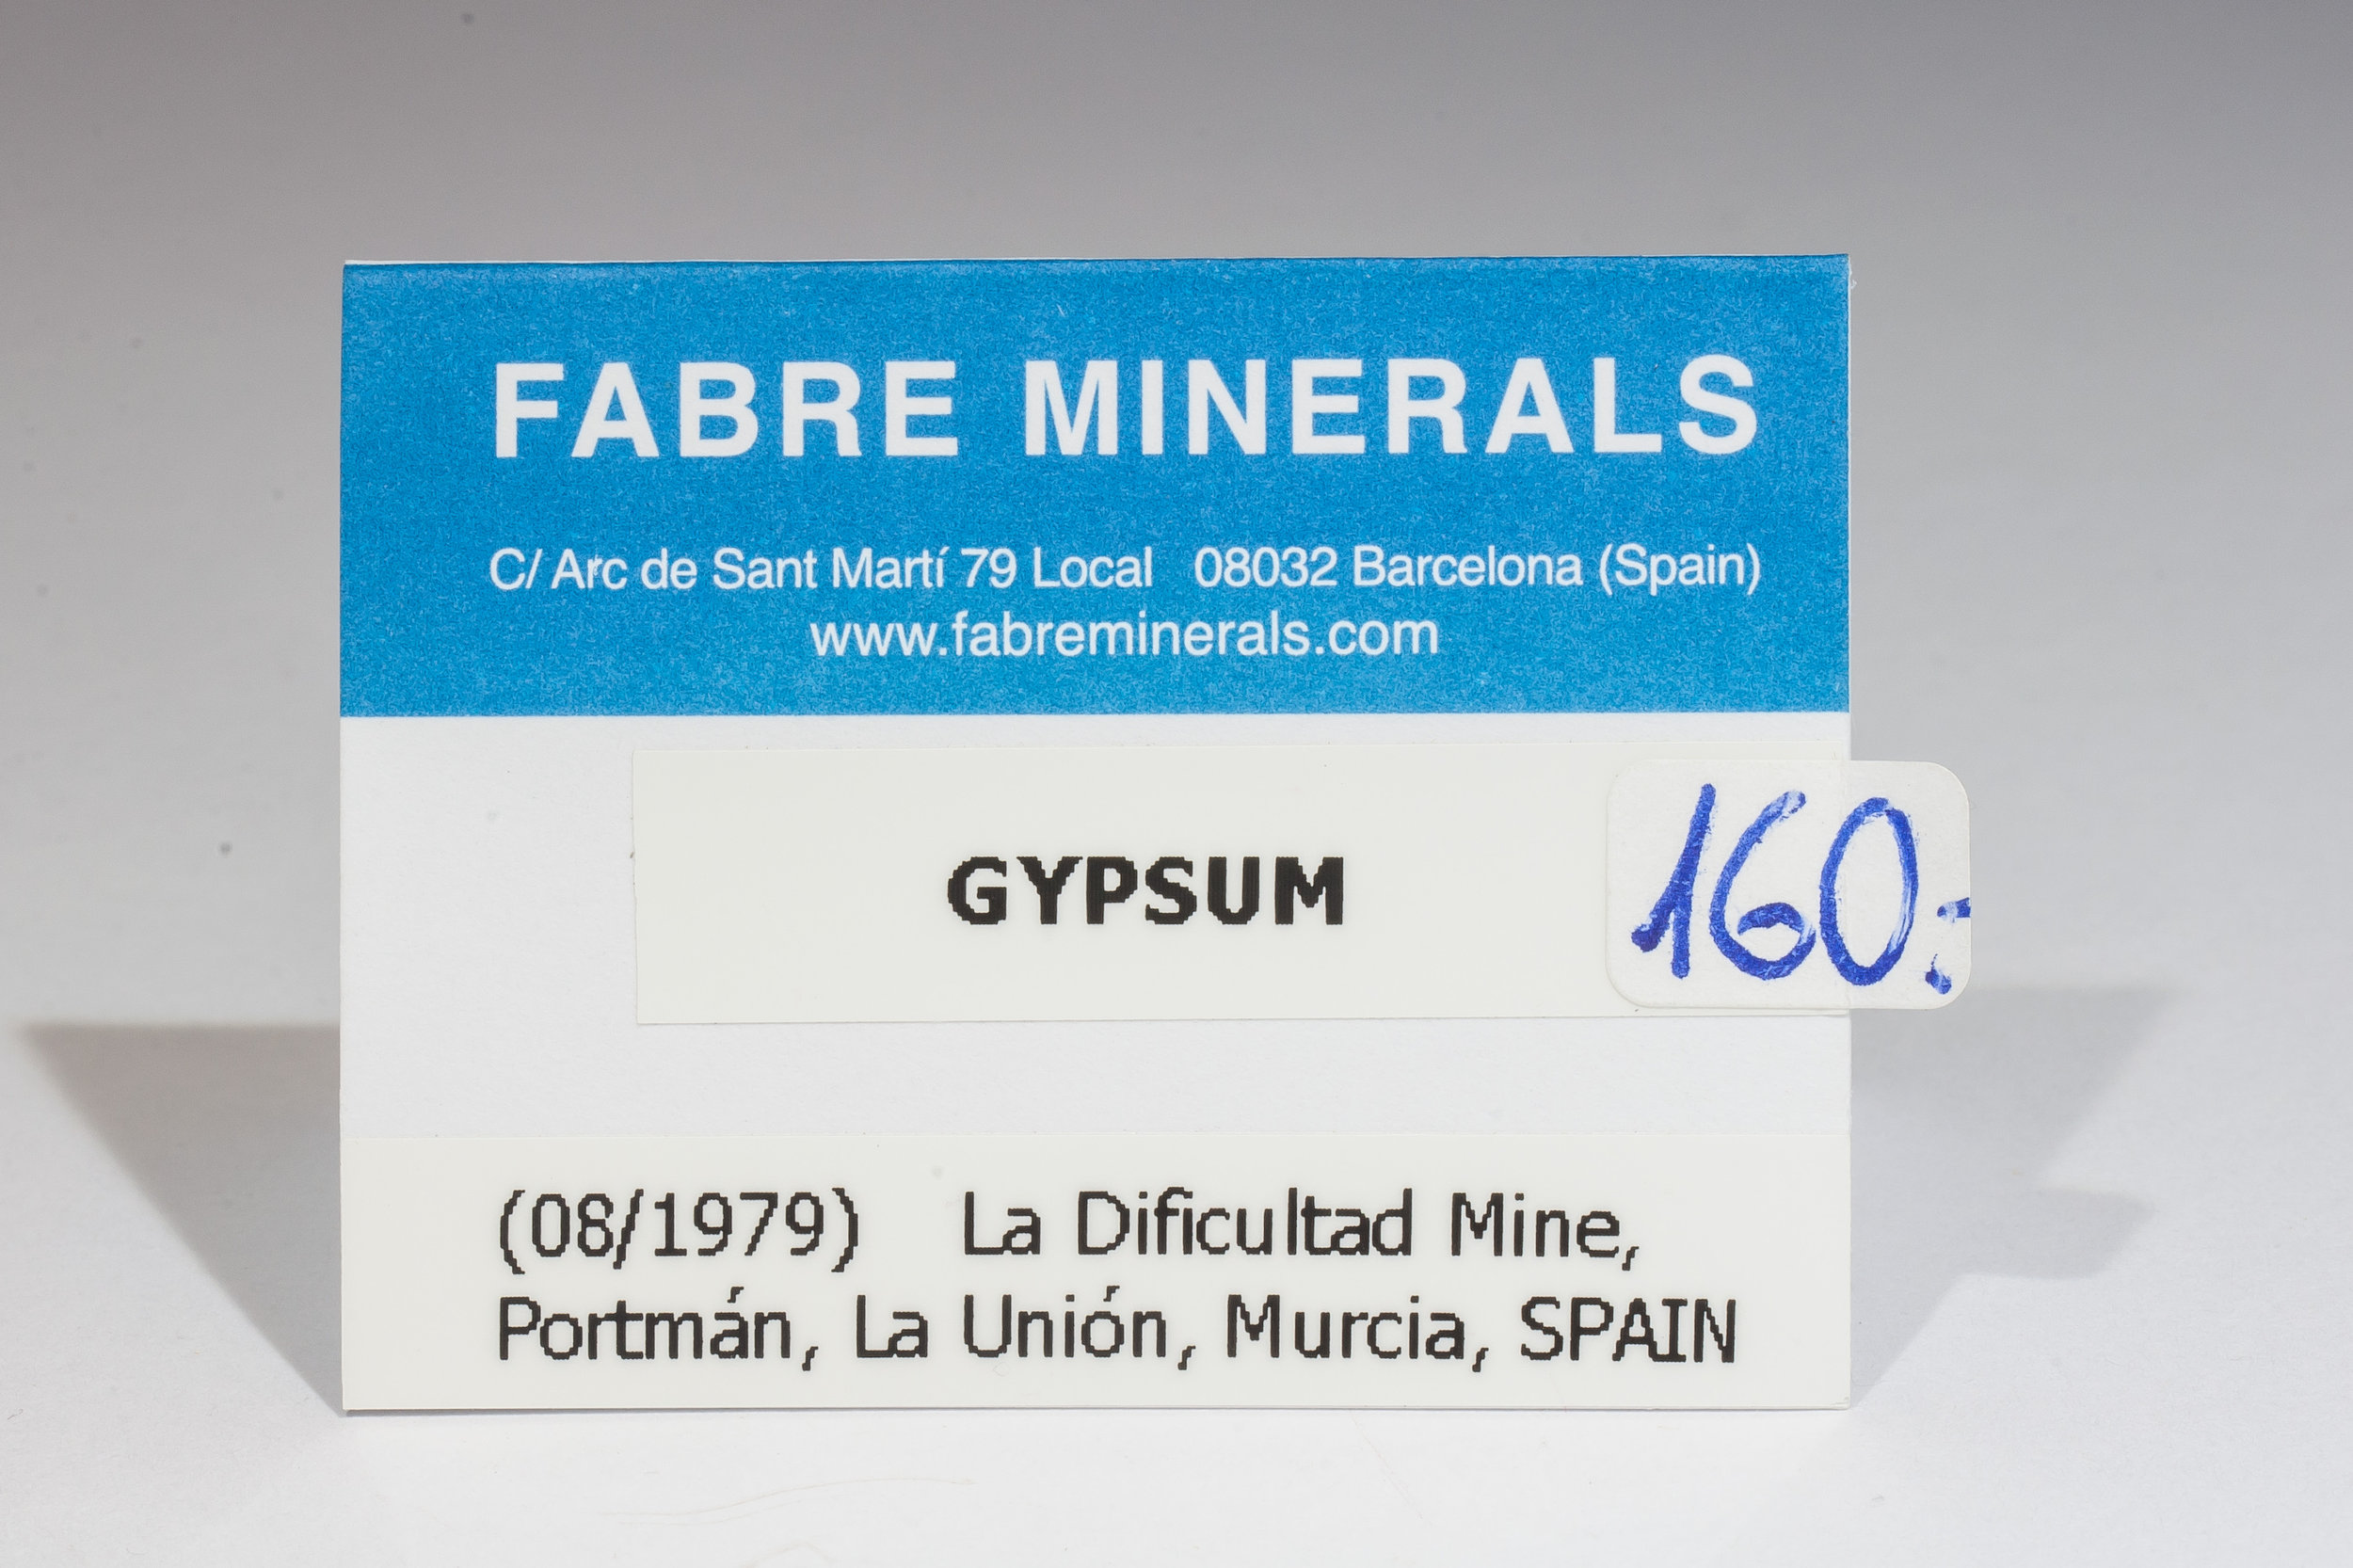 FABRE MINERALS
C/ Arc de Sant Martí 79 Local 08032 Barcelona (Spain)
www.fabreminerals.com
GYPSUM
160.-
(08/1979) La Dificultad Mine,
Portmán, La Unión, Murcia, SPAIN